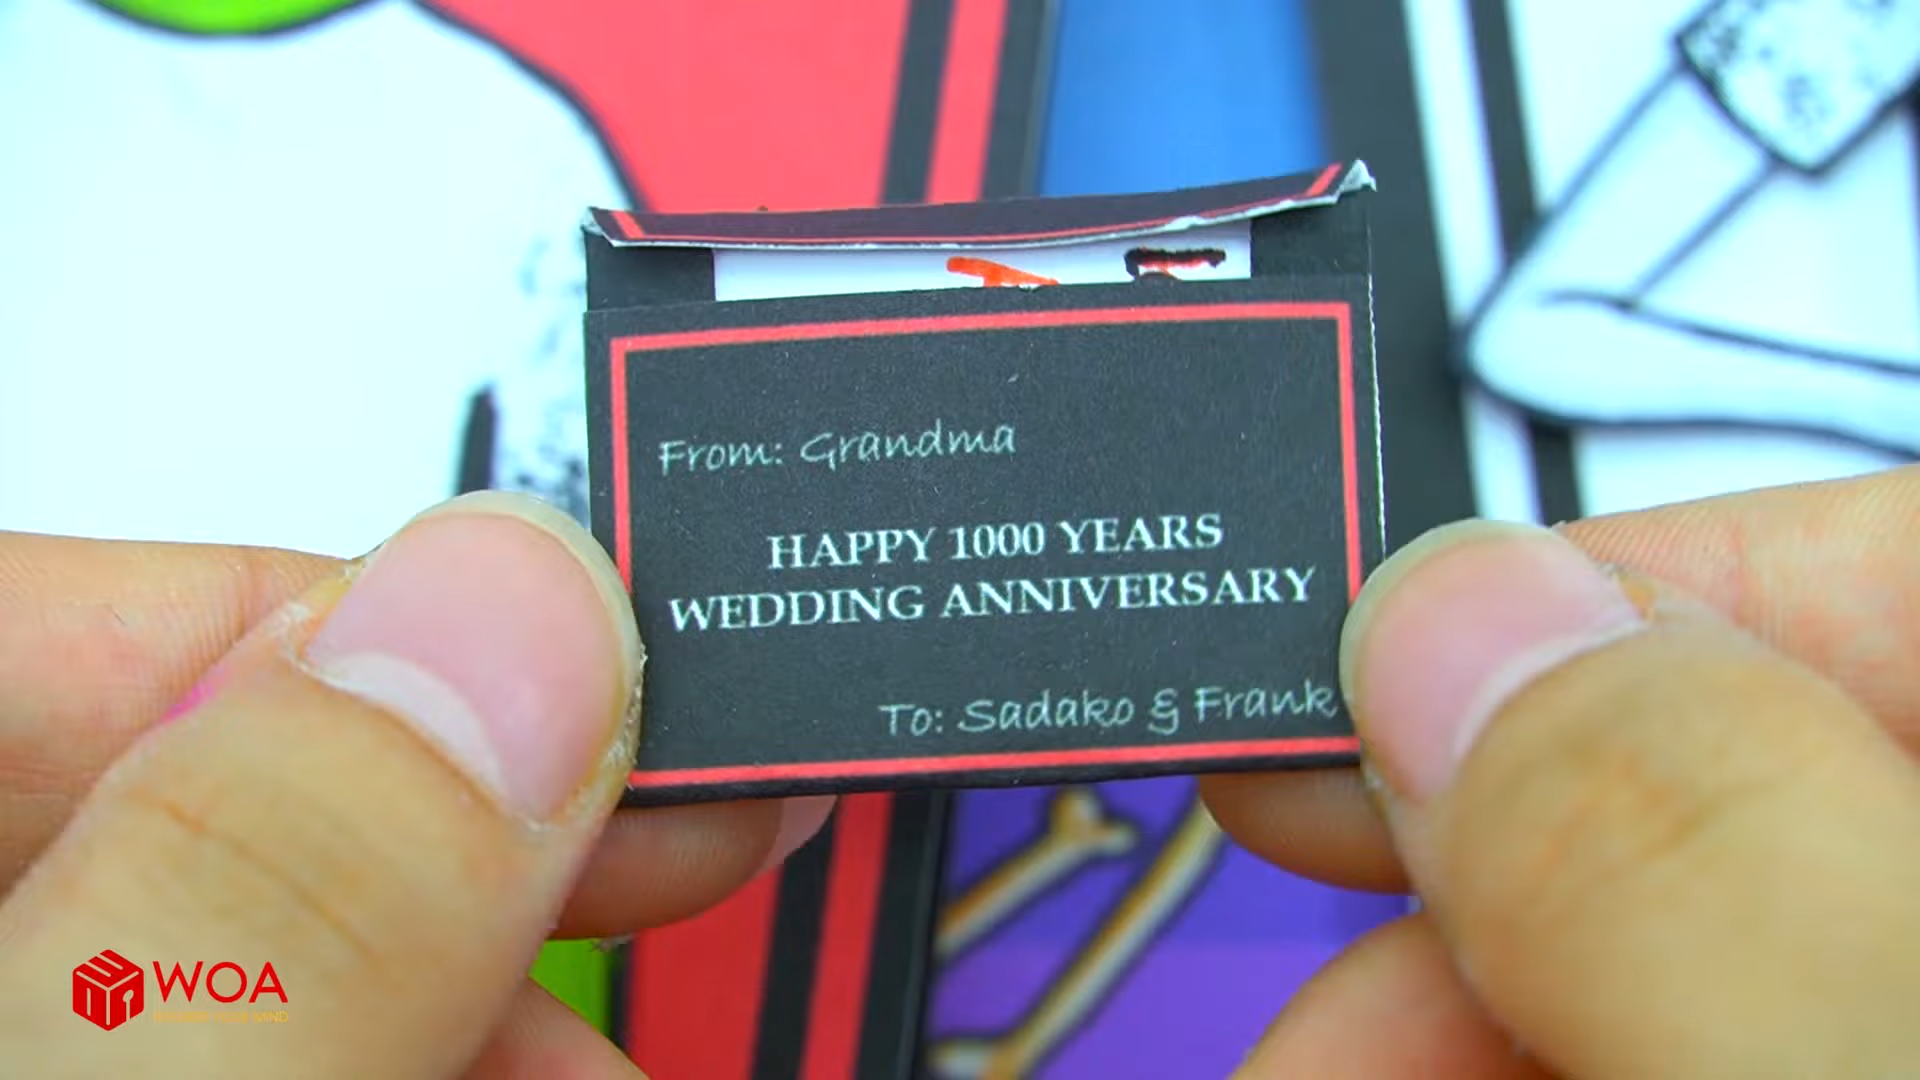 From: Grandma
HAPPY 1000 YEARS
WEDDING ANNIVERSARY
To: Sadako & Frank
WOA